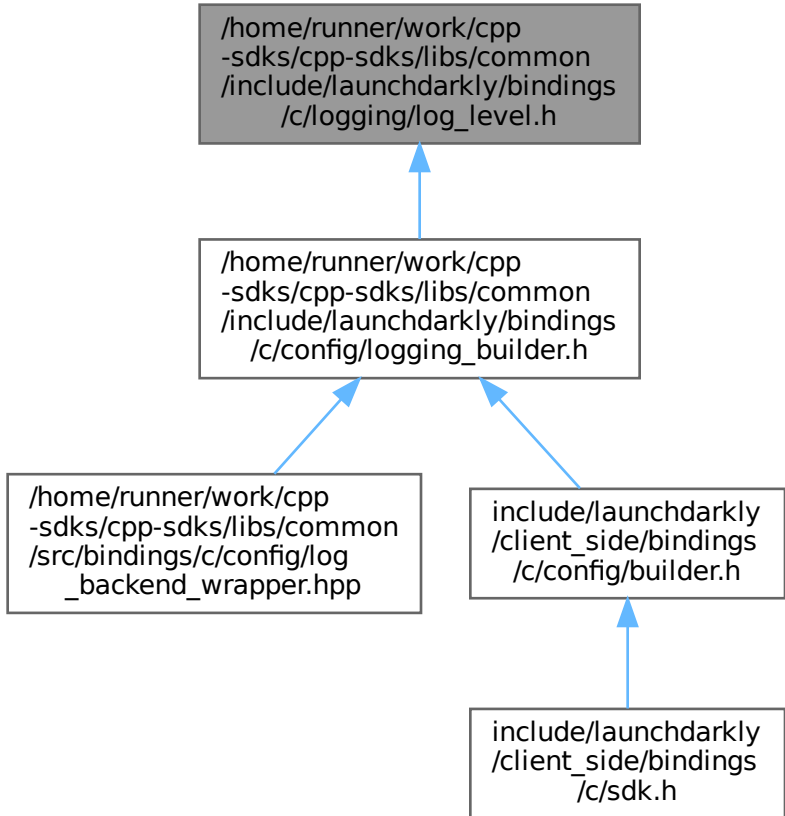 /home/runner/work/cpp
-sdks/cpp-sdks/libs/common
/include/launchdarkly/bindings
/c/logging/log_level.h
/home/runner/work/cpp
-sdks/cpp-sdks/libs/common
/include/launchdarkly/bindings
/c/config/logging_builder.h
/home/runner/work/cpp
-sdks/cpp-sdks/libs/common
/src/bindings/c/config/log
_backend_wrapper.hpp
include/launchdarkly
/client_side/bindings
/c/config/builder.h
include/launchdarkly
/client_side/bindings
/c/sdk.h